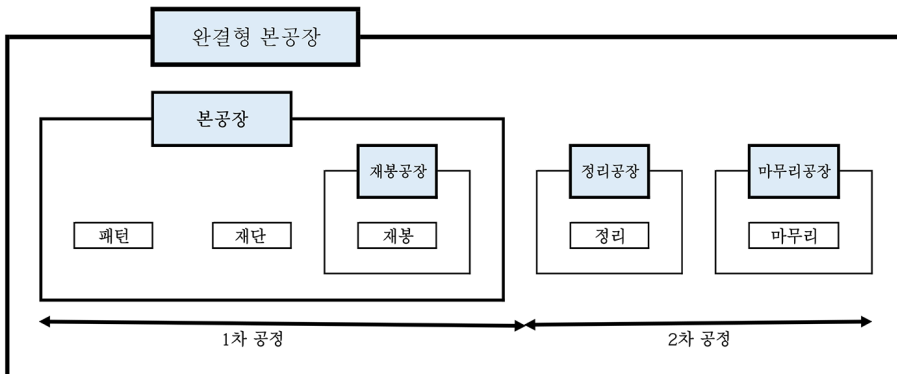 완결형 본공장
본공장
재봉공장
정리공장
마무리공장
패턴
재단
재봉
정리
마무리
1차 공정
2차 공정